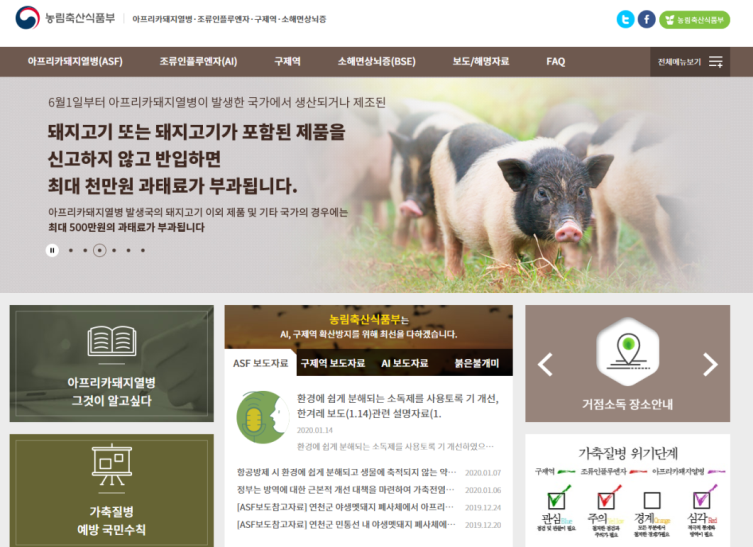 농림축산식품부
아프리카돼지열병·조류인플루엔자·구제역·소해면상뇌증
농림축산식품부
아프리카돼지열병(ASF)
조류인플루엔자(AI)
구제역
소해면상뇌증(BSE)
보도/해명자료
FAQ
전체메뉴보기
6월1일부터 아프리카돼지열병이 발생한 국가에서 생산되거나 제조된
돼지고기 또는 돼지고기가 포함된 제품을
신고하지 않고 반입하면
최대 천만원 과태료가 부과됩니다.
아프리카돼지열병 발생국의 돼지고기 이외 제품 및 기타 국가의 경우에는
최대 500만원의 과태료가 부과됩니다
아프리카돼지열병
그것이 알고싶다
가축질병
예방 국민수칙
농림축산식품부는
AI, 구제역 확산방지를 위해 최선을 다하겠습니다.
ASF 보도자료
구제역 보도자료
AI 보도자료
붉은불개미
환경에 쉽게 분해되는 소독제를 사용토록 기 개선,
한겨레 보도(1.14)관련 설명자료(1.
2020.01.14
환경에 쉽게 분해되는 소독제를 사용토록 기 개선하였으…
항공방제 시 환경에 쉽게 분해되고 생물에 축적되지 않는 약… 2020.01.07
정부는 방역에 대한 근본적 개선 대책을 마련하여 가축전염… 2020.01.06
[ASF보도참고자료] 연천군 야생멧돼지 폐사체에서 아프리… 2019.12.24
[ASF보도참고자료] 연천군 민통선 내 야생멧돼지 폐사체에… 2019.12.20
거점소독 장소안내
가축질병 위기단계
구제역
조류인플루엔자
아프리카돼지열병
관심Blue
주의Yellow
경계Orange
심각Red